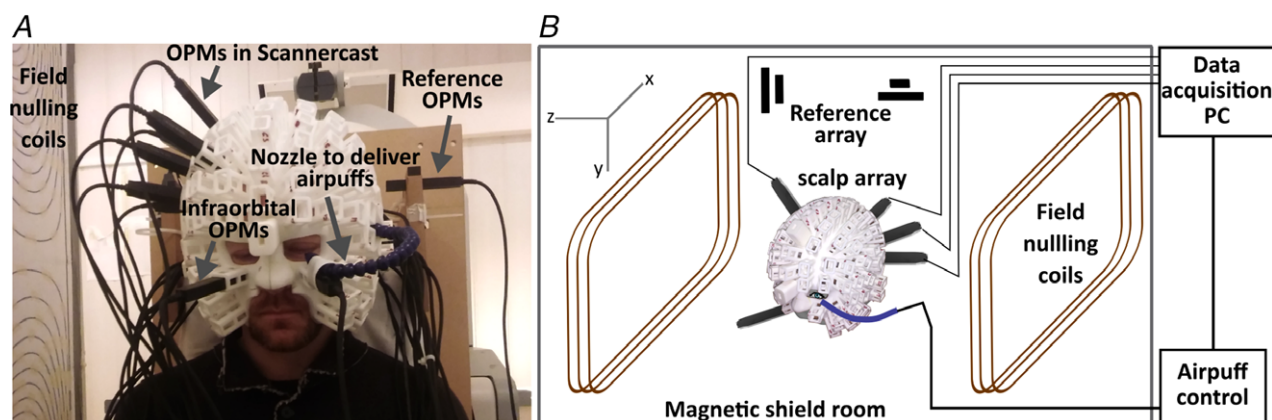 A
OPMs in Scannercast
Field
nulling
coils
Reference
OPMs
Nozzle to deliver
airpuffs
Infraorbital
OPMs
B
x
z
y
Reference
array
scalp array
Field
nullling
coils
Magnetic shield room
Data
acquisition
PC
Airpuff
control